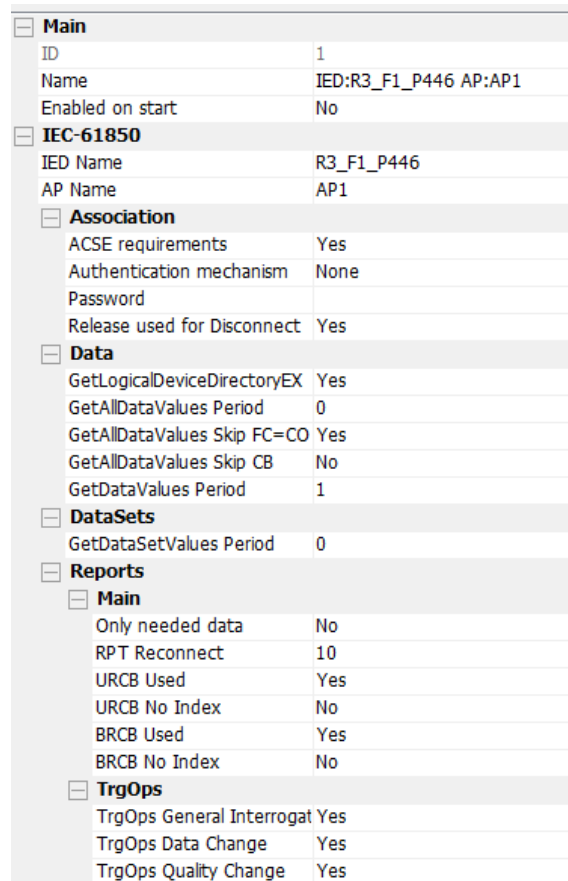 Main
ID 1
Name IED:R3_F1_P446 AP:AP1
Enabled on start No
IEC-61850
IED Name R3_F1_P446
AP Name AP1
Association
ACSE requirements Yes
Authentication mechanism None
Password
Release used for Disconnect Yes
Data
GetLogicalDeviceDirectoryEX Yes
GetAllDataValues Period 0
GetAllDataValues Skip FC=CO Yes
GetAllDataValues Skip CB No
GetDataValues Period 1
DataSets
GetDataSetValues Period 0
Reports
Main
Only needed data No
RPT Reconnect 10
URCB Used Yes
URCB No Index No
BRCB Used Yes
BRCB No Index No
TrgOps
TrgOps General Interrogat Yes
TrgOps Data Change Yes
TrgOps Quality Change Yes